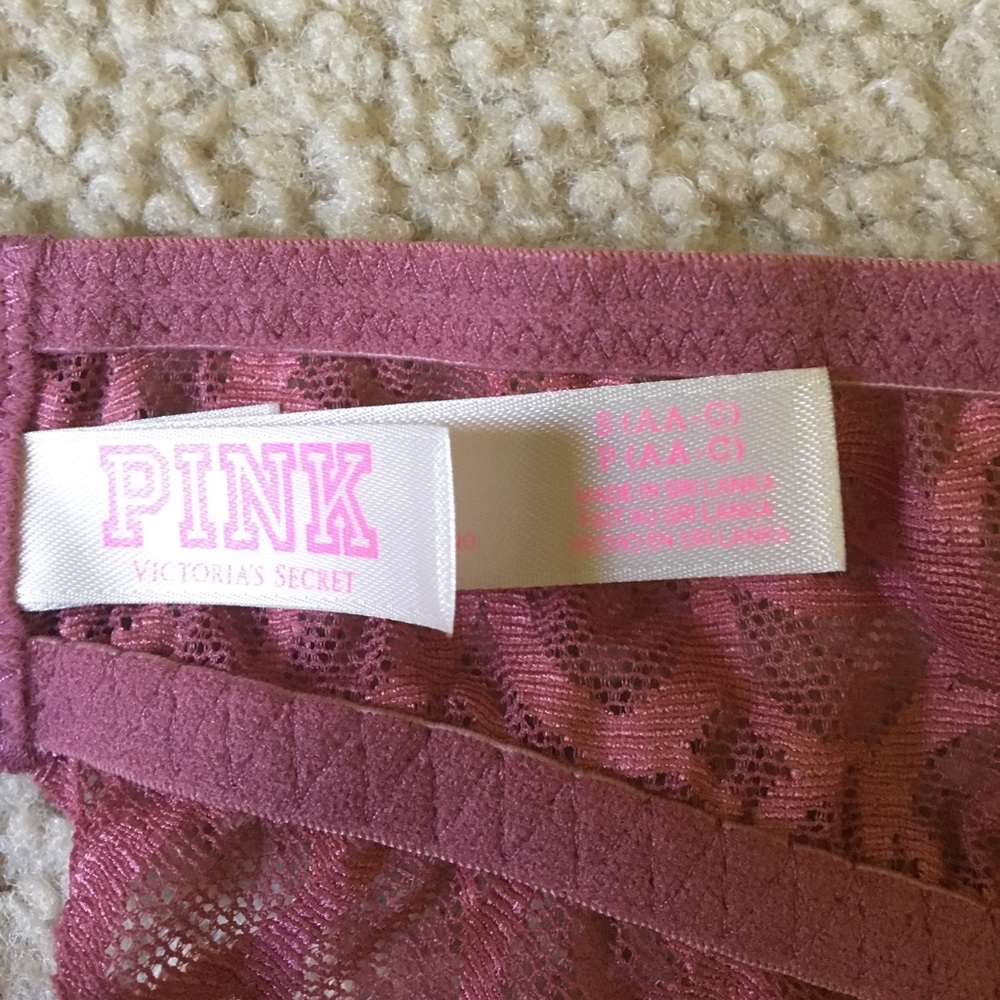 PINK
VICTORIA'S SECRET
S (AA-C)
P (AA-C)
MADE IN SRI LANKA
FAIT AU SRI LANKA
HECHO EN SRI LANKA